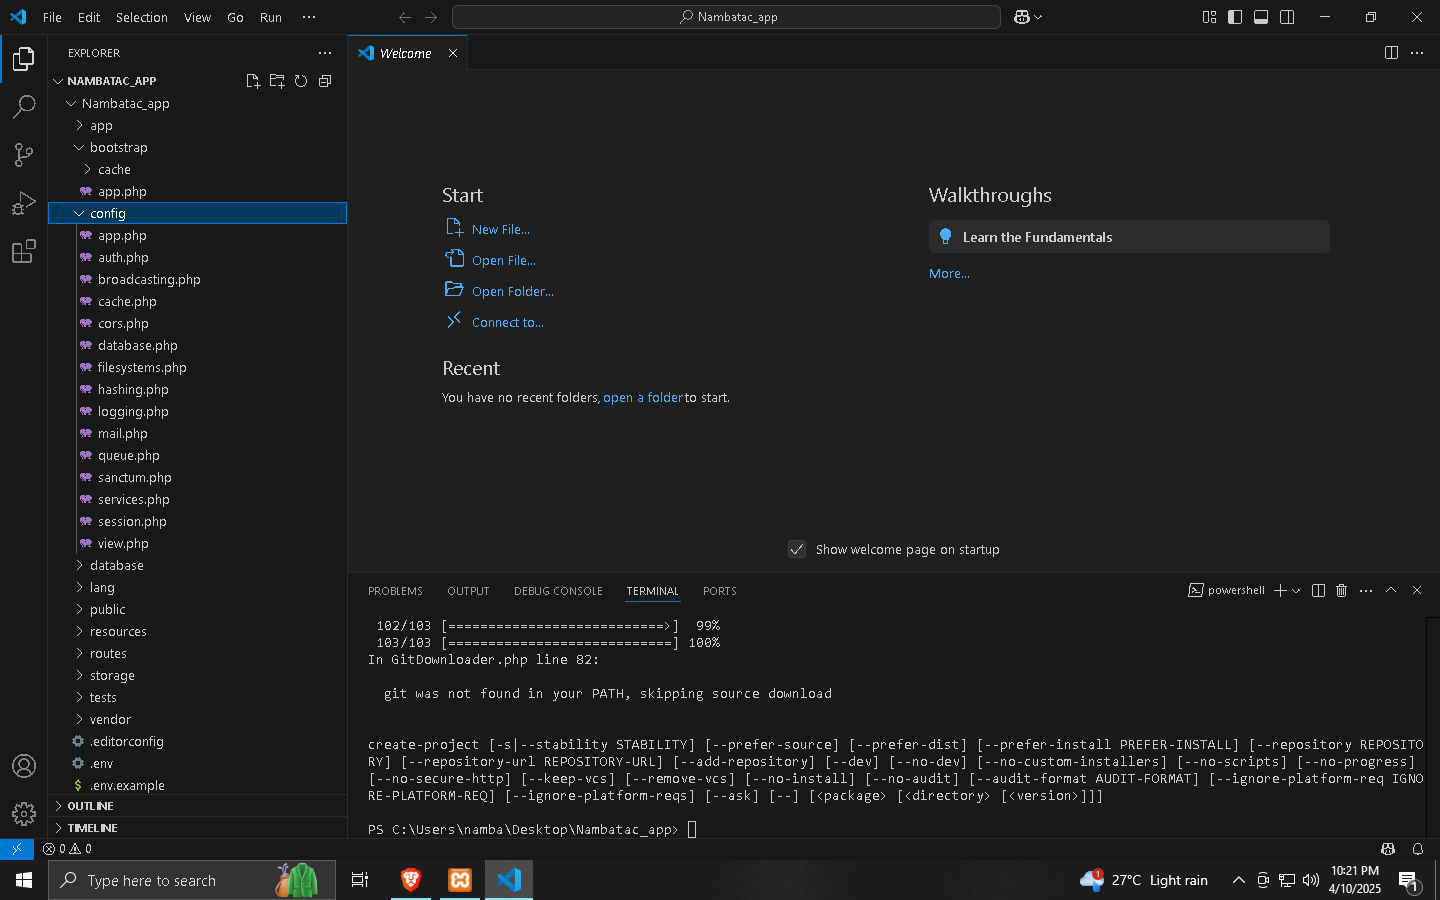 File Edit Selection View Go Run ···
Nambatac_app
EXPLORER
Welcome
NAMBATAC_APP
Nambatac_app
app
bootstrap
cache
app.php
config
app.php
auth.php
broadcasting.php
cache.php
cors.php
database.php
filesystems.php
hashing.php
logging.php
mail.php
queue.php
sanctum.php
services.php
session.php
view.php
database
lang
public
resources
routes
storage
tests
vendor
.editorconfig
.env
$ .env.example
OUTLINE
TIMELINE
Start
New File...
Open File...
Open Folder...
Connect to...
Recent
You have no recent folders, open a folder to start.
Walkthroughs
Learn the Fundamentals
More...
Show welcome page on startup
PROBLEMS OUTPUT DEBUG CONSOLE TERMINAL PORTS
powershell
102/103 [===========================>]  99%
103/103 [============================] 100%
In GitDownloader.php line 82:
git was not found in your PATH, skipping source download
create-project [-s|--stability STABILITY] [--prefer-source] [--prefer-dist] [--prefer-install PREFER-INSTALL] [--repository REPOSITO
RY] [--repository-url REPOSITORY-URL] [--add-repository] [--dev] [--no-dev] [--no-custom-installers] [--no-scripts] [--no-progress]
[--no-secure-http] [--keep-vcs] [--remove-vcs] [--no-install] [--no-audit] [--audit-format AUDIT-FORMAT] [--ignore-platform-req IGNO
RE-PLATFORM-REQ] [--ignore-platform-reqs] [--ask] [--] [<package> [<directory> [<version>]]]
PS C:\Users\namba\Desktop\Nambatac_app>
0 0
Type here to search
1
27°C Light rain
10:21 PM
4/10/2025
1